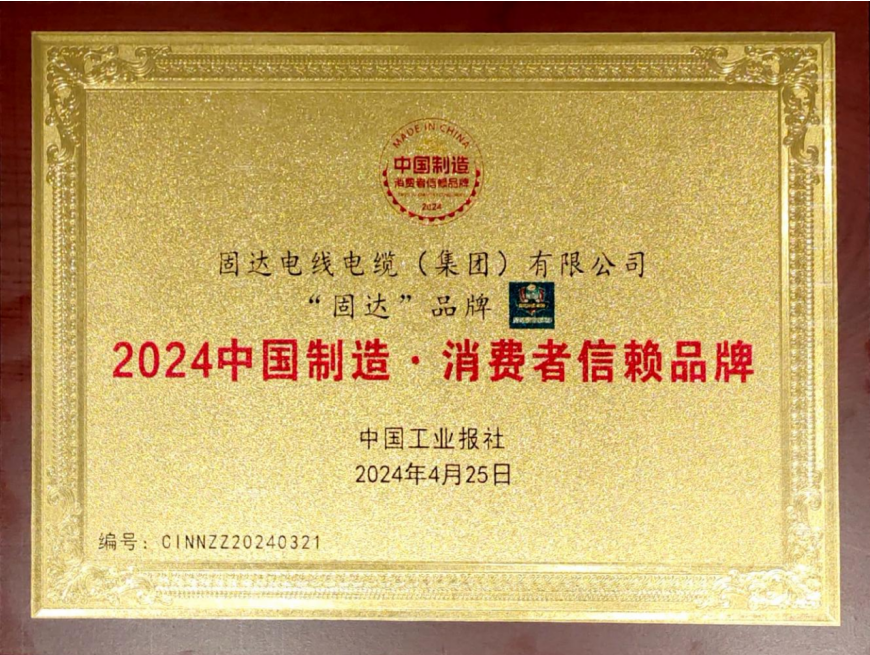 MADE IN CHINA
中国制造
消费者信赖品牌
2024
固达电线电缆（集团）有限公司
“固达”品牌
2024中国制造·消费者信赖品牌
中国工业报社
2024年4月25日
编号：CINNZZ20240321